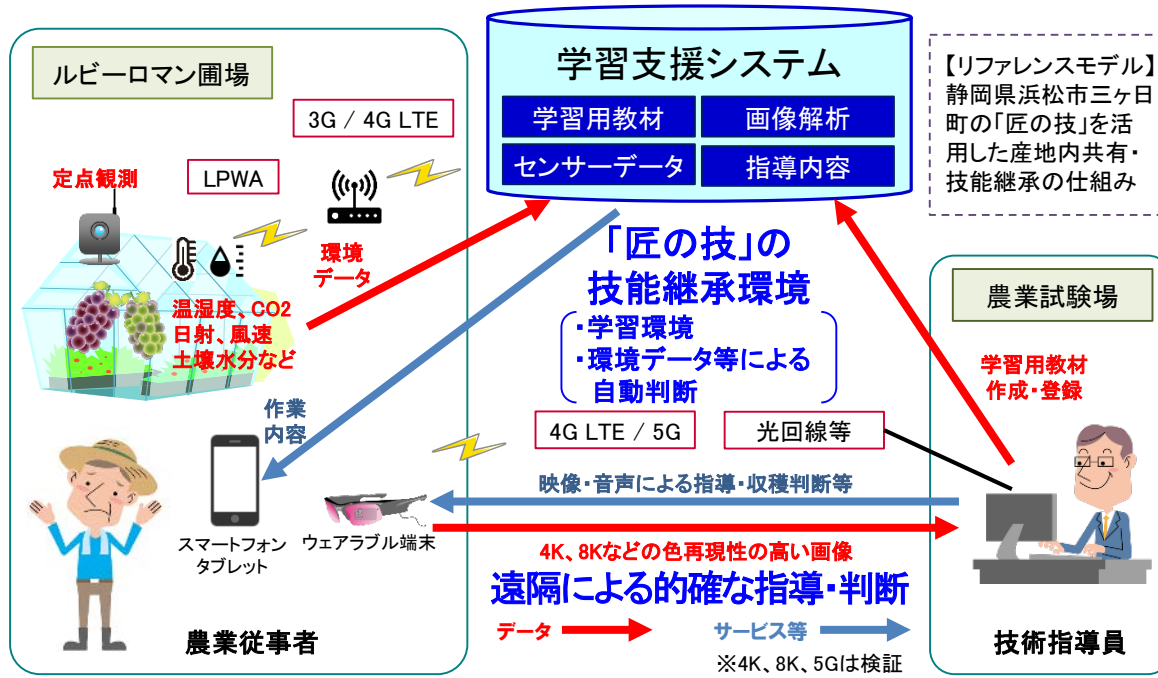 ルビーロマン圃場
3G / 4G LTE
LPWA
定点観測
環境
データ
温湿度、CO2
日射、風速
土壌水分など
作業
内容
スマートフォン
タブレット
ウェアラブル端末
農業従事者
学習支援システム
学習用教材
画像解析
センサーデータ
指導内容
「匠の技」の
技能継承環境
・学習環境
・環境データ等による
自動判断
4G LTE / 5G
光回線等
映像・音声による指導・収穫判断等
4K、8Kなどの色再現性の高い画像
遠隔による的確な指導・判断
データ
サービス等
※4K、8K、5Gは検証
【リファレンスモデル】
静岡県浜松市三ヶ日
町の「匠の技」を活
用した産地内共有・
技能継承の仕組み
農業試験場
学習用教材
作成・登録
技術指導員